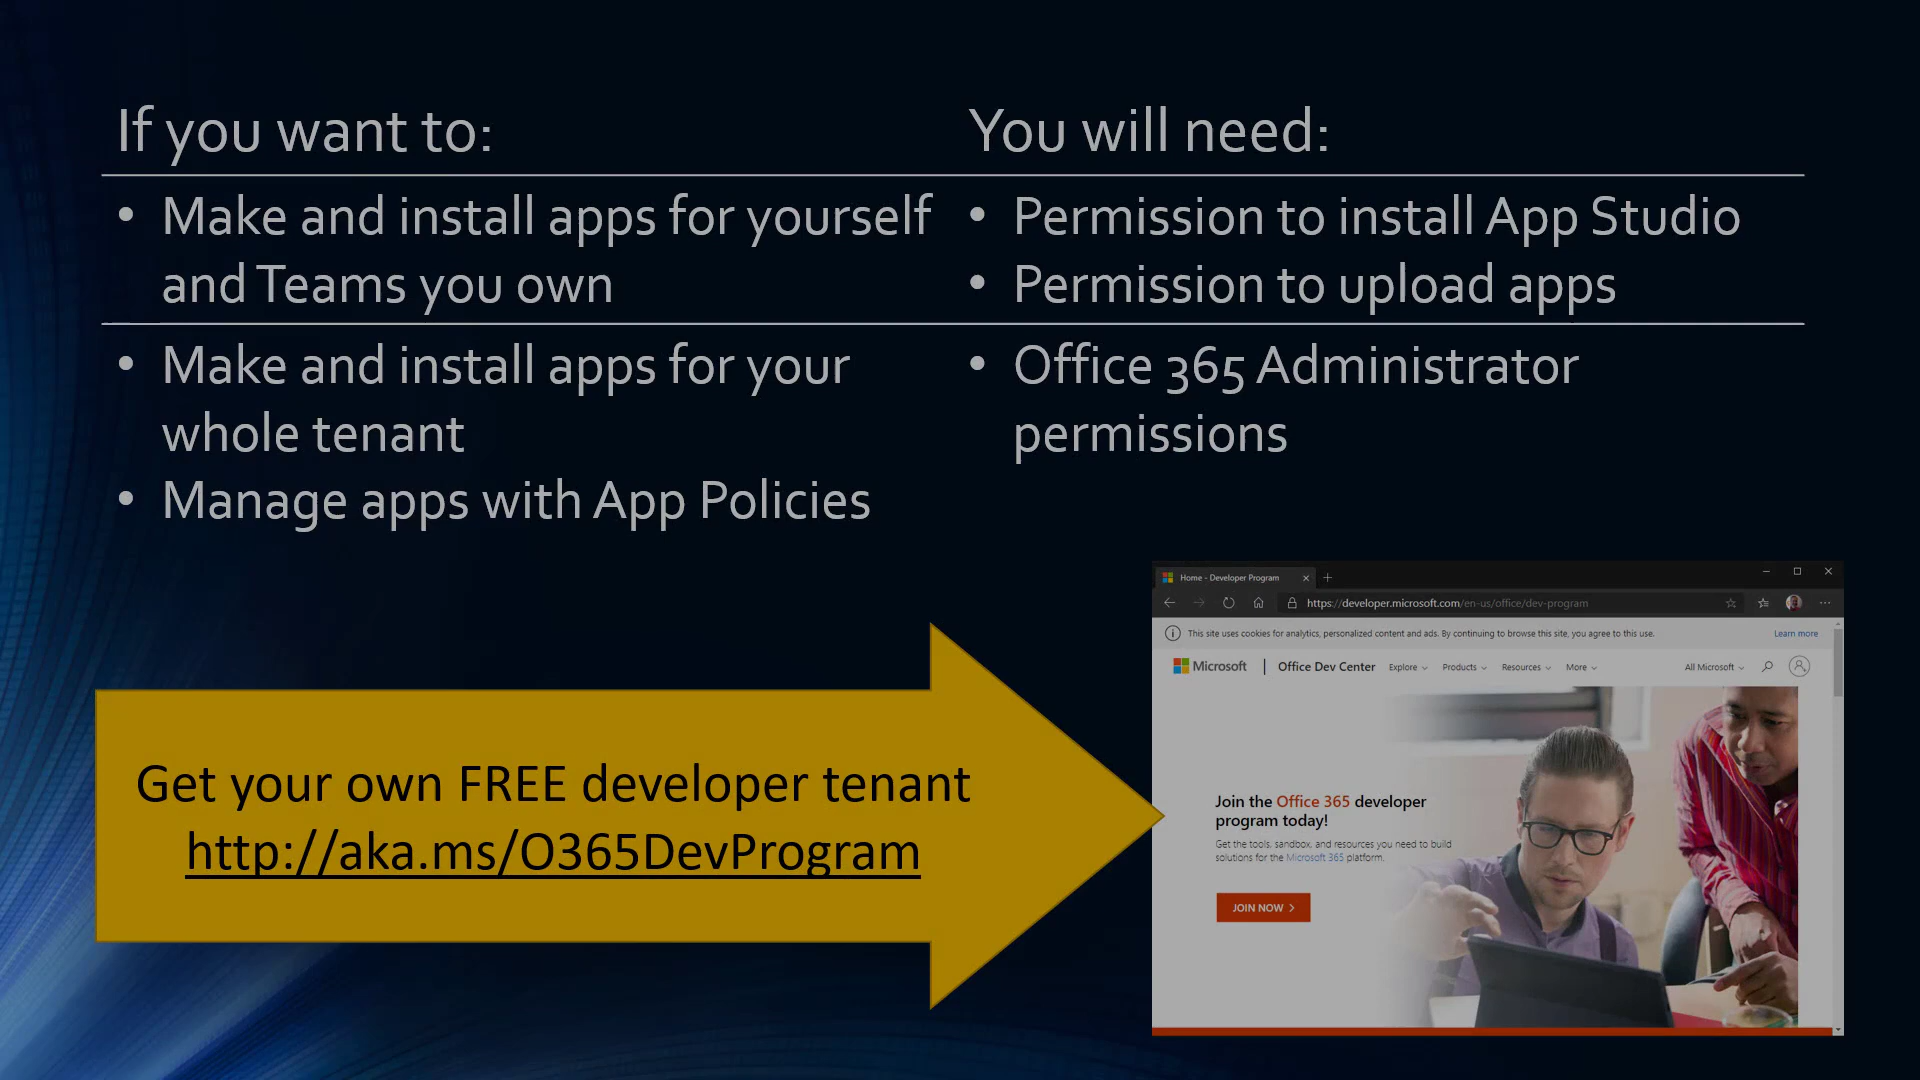 If you want to:
You will need:
• Make and install apps for yourself
and Teams you own
• Permission to install App Studio
• Permission to upload apps
• Make and install apps for your
whole tenant
• Manage apps with App Policies
• Office 365 Administrator
permissions
Get your own FREE developer tenant
http://aka.ms/O365DevProgram
Home - Developer Program
https://developer.microsoft.com/en-us/office/dev-program
This site uses cookies for analytics, personalized content and ads. By continuing to browse this site, you agree to this use.
Learn more
Microsoft | Office Dev Center Explore Products Resources More All Microsoft
Join the Office 365 developer
program today!
Get the tools, sandbox, and resources you need to build
solutions for the Microsoft 365 platform.
JOIN NOW >